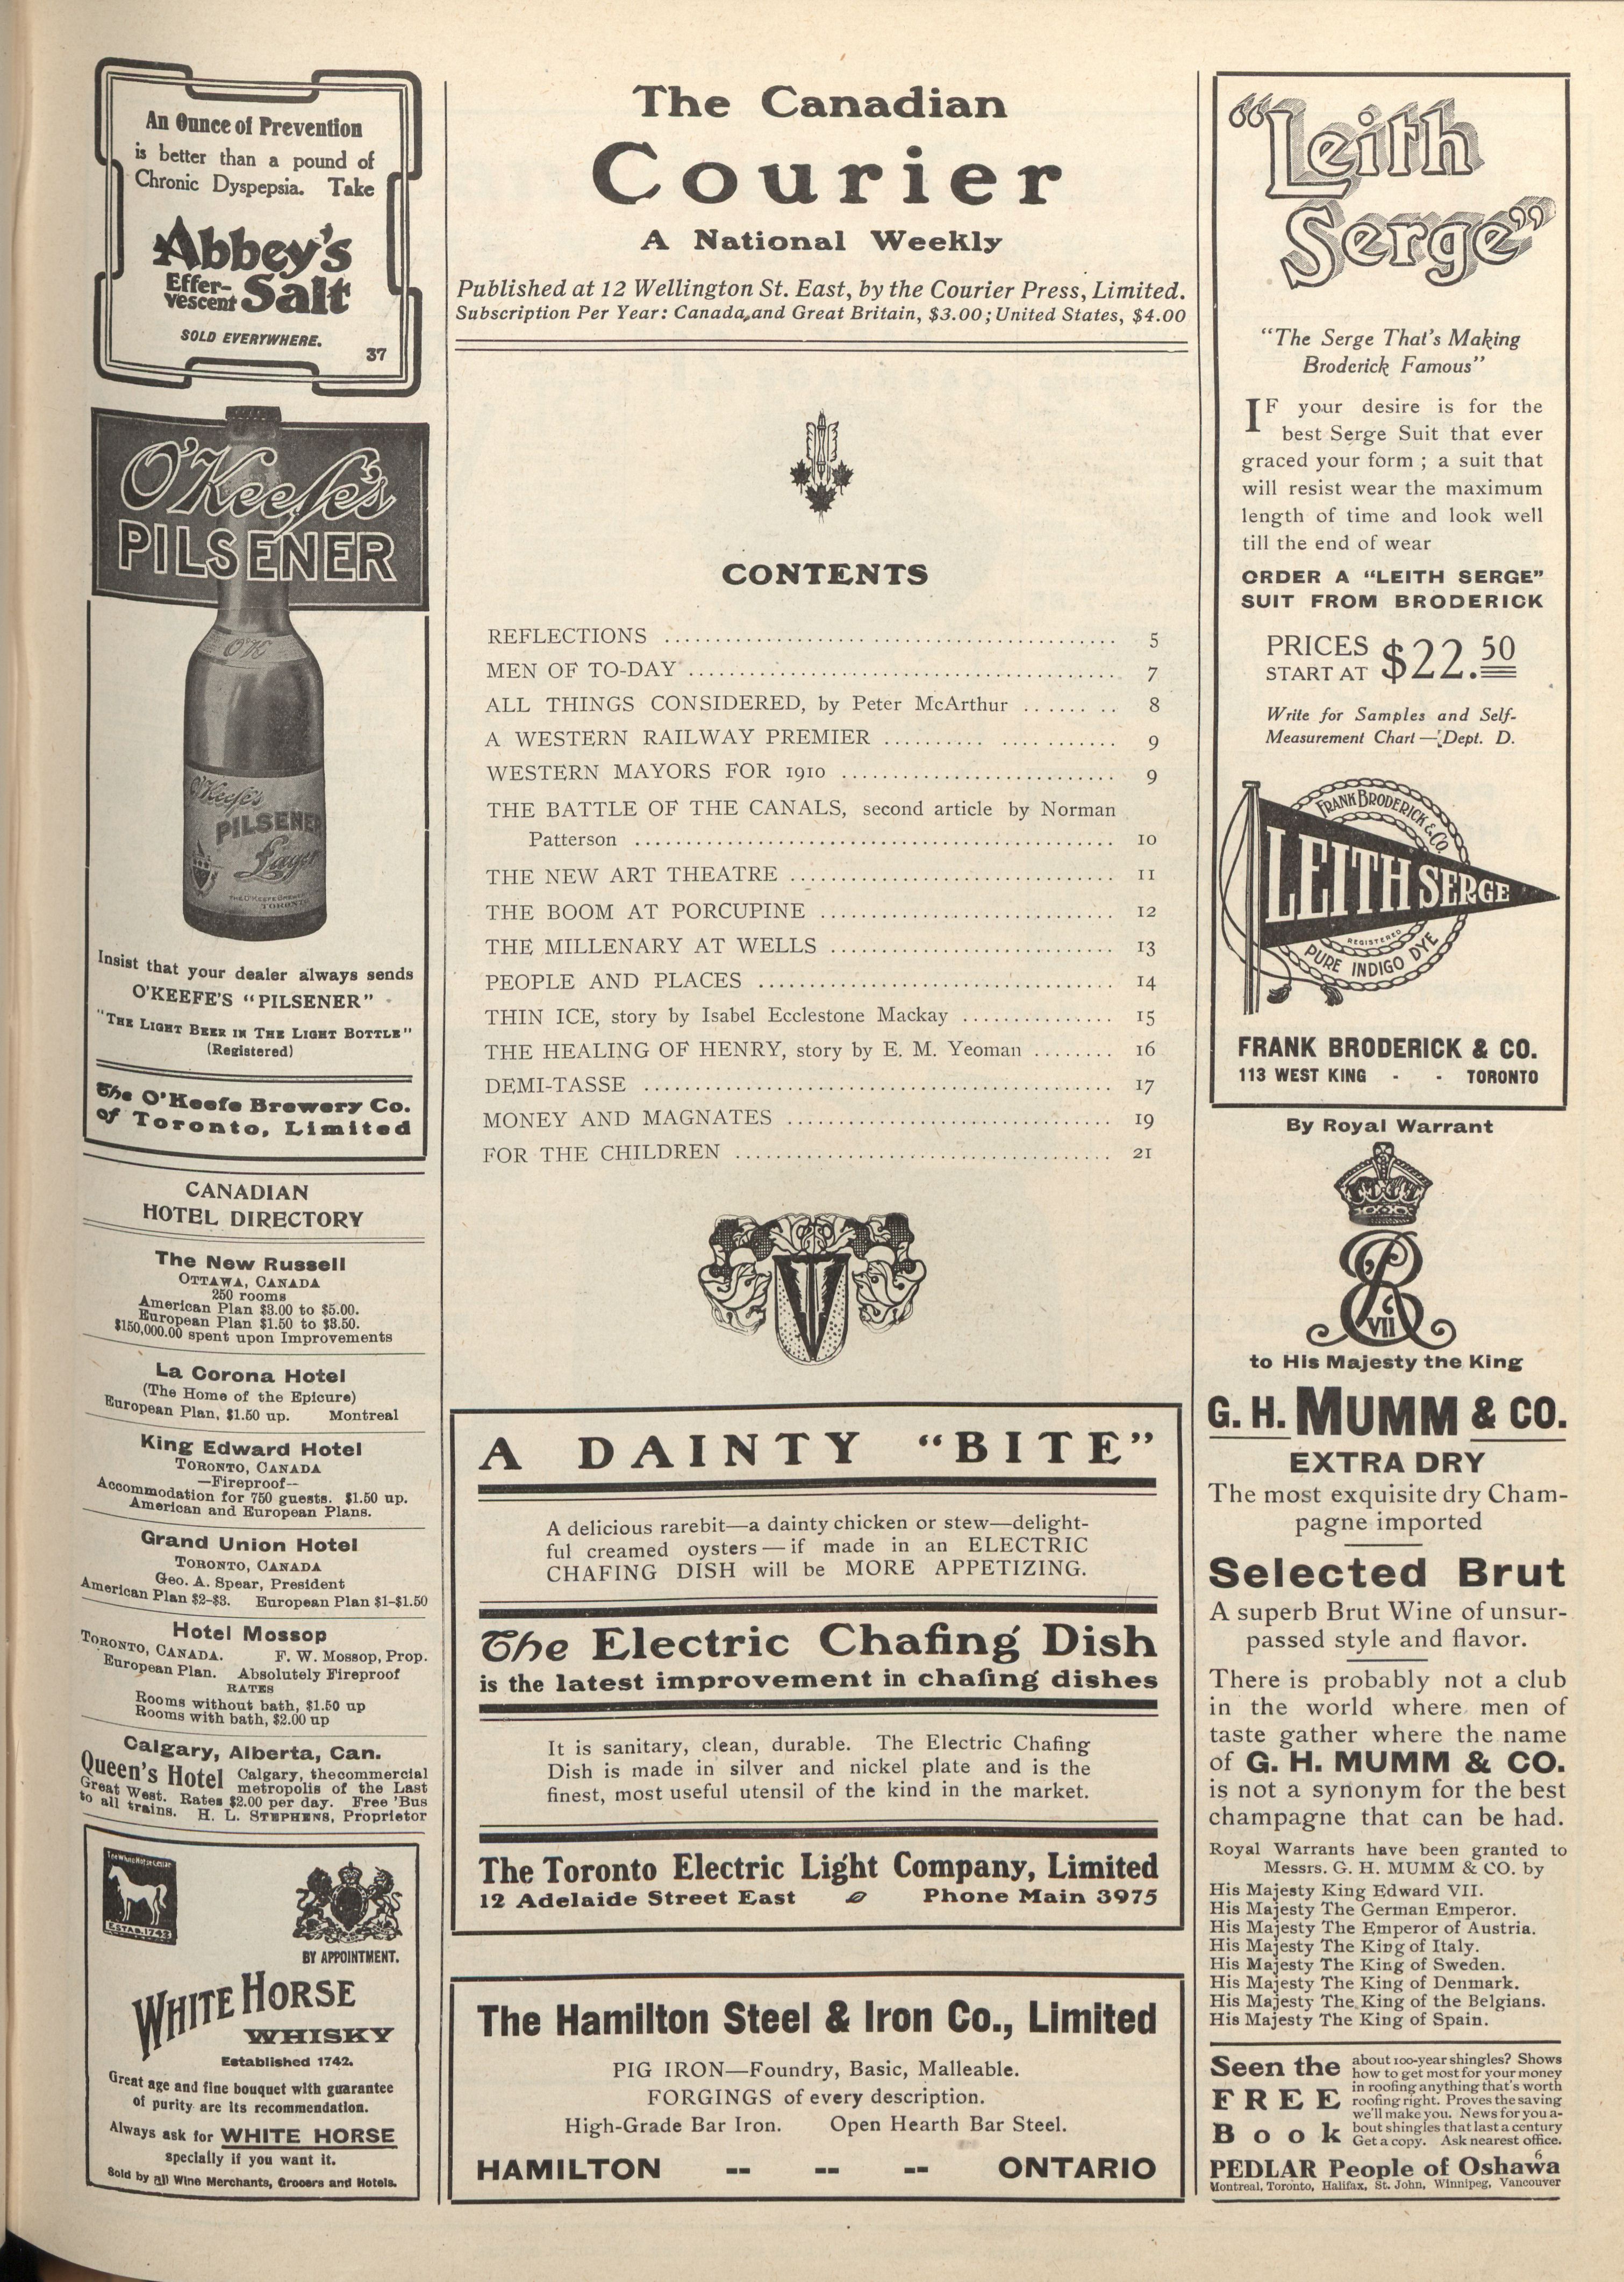 An Ounce of Prevention
is better than a pound of
Chronic Dyspepsia. Take
Abbey's
Effer-
vescent Salt
SOLD EVERYWHERE.
37
O'Keefe's
PILSENER
O'K
O'Keefe's
PILSENER
Lager
THE O'KEEFE BREWERY
TORONTO
Insist that your dealer always sends
O'KEEFE'S "PILSENER"
"THE LIGHT BEER IN THE LIGHT BOTTLE"
(Registered)
The O'Keefe Brewery Co.
of Toronto, Limited
CANADIAN
HOTEL DIRECTORY
The New Russell
OTTAWA, CANADA
250 rooms
American Plan $3.00 to $5.00.
European Plan $1.50 to $3.50.
$150,000.00 spent upon Improvements
La Corona Hotel
(The Home of the Epicure)
European Plan, $1.50 up. Montreal
King Edward Hotel
TORONTO, CANADA
—Fireproof—
Accommodation for 750 guests. $1.50 up.
American and European Plans.
Grand Union Hotel
TORONTO, CANADA
Geo. A. Spear, President
American Plan $2–$3. European Plan $1–$1.50
Hotel Mossop
TORONTO, CANADA. F. W. Mossop, Prop.
European Plan. Absolutely Fireproof
RATES
Rooms without bath, $1.50 up
Rooms with bath, $2.00 up
Calgary, Alberta, Can.
Queen's Hotel Calgary, thecommercial
metropolis of the Last
Great West. Rates $2.00 per day. Free 'Bus
to all trains. H. L. STEPHENS, Proprietor
The White Horse Cellar
ESTAB. 1742
BY APPOINTMENT.
WHITE HORSE
WHISKY
Established 1742.
Great age and fine bouquet with guarantee
of purity are its recommendation.
Always ask for WHITE HORSE
specially if you want it.
Sold by all Wine Merchants, Grocers and Hotels.
The Canadian
Courier
A National Weekly
Published at 12 Wellington St. East, by the Courier Press, Limited.
Subscription Per Year: Canada and Great Britain, $3.00; United States, $4.00
CONTENTS
REFLECTIONS ........ 5
MEN OF TO-DAY ........ 7
ALL THINGS CONSIDERED, by Peter McArthur ........ 8
A WESTERN RAILWAY PREMIER ........ 9
WESTERN MAYORS FOR 1910 ........ 9
THE BATTLE OF THE CANALS, second article by Norman
Patterson ........ 10
THE NEW ART THEATRE ........ 11
THE BOOM AT PORCUPINE ........ 12
THE MILLENARY AT WELLS ........ 13
PEOPLE AND PLACES ........ 14
THIN ICE, story by Isabel Ecclestone Mackay ........ 15
THE HEALING OF HENRY, story by E. M. Yeoman ........ 16
DEMI-TASSE ........ 17
MONEY AND MAGNATES ........ 19
FOR THE CHILDREN ........ 21
A DAINTY "BITE"
A delicious rarebit—a dainty chicken or stew—delight-
ful creamed oysters—if made in an ELECTRIC
CHAFING DISH will be MORE APPETIZING.
The Electric Chafing Dish
is the latest improvement in chafing dishes
It is sanitary, clean, durable. The Electric Chafing
Dish is made in silver and nickel plate and is the
finest, most useful utensil of the kind in the market.
The Toronto Electric Light Company, Limited
12 Adelaide Street East Phone Main 3975
The Hamilton Steel & Iron Co., Limited
PIG IRON—Foundry, Basic, Malleable.
FORGINGS of every description.
High-Grade Bar Iron. Open Hearth Bar Steel.
HAMILTON -- -- -- ONTARIO
"Leith
Serge"
"The Serge That's Making
Broderick Famous"
IF your desire is for the
best Serge Suit that ever
graced your form ; a suit that
will resist wear the maximum
length of time and look well
till the end of wear
ORDER A "LEITH SERGE"
SUIT FROM BRODERICK
PRICES
START AT $22.50
Write for Samples and Self-
Measurement Chart—Dept. D.
FRANK BRODERICK & CO.
LEITH SERGE
REGISTERED
PURE INDIGO DYE
FRANK BRODERICK & CO.
113 WEST KING - - TORONTO
By Royal Warrant
VII
to His Majesty the King
G. H. MUMM & CO.
EXTRA DRY
The most exquisite dry Cham-
pagne imported
Selected Brut
A superb Brut Wine of unsur-
passed style and flavor.
There is probably not a club
in the world where men of
taste gather where the name
of G. H. MUMM & CO.
is not a synonym for the best
champagne that can be had.
Royal Warrants have been granted to
Messrs. G. H. MUMM & CO. by
His Majesty King Edward VII.
His Majesty The German Emperor.
His Majesty The Emperor of Austria.
His Majesty The King of Italy.
His Majesty The King of Sweden.
His Majesty The King of Denmark.
His Majesty The King of the Belgians.
His Majesty The King of Spain.
Seen the
FREE
Book
about 100-year shingles? Shows
how to get most for your money
in roofing anything that's worth
roofing right. Proves the saving
we'll make you. News for you a-
bout shingles that last a century
Get a copy. Ask nearest office.
6
PEDLAR People of Oshawa
Montreal, Toronto, Halifax, St. John, Winnipeg, Vancouver